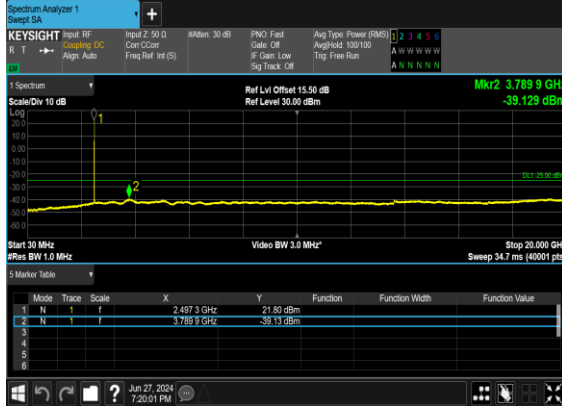 Spectrum Analyzer 1
Swept SA
+
KEYSIGHT Input: RF Input Z: 50 Ω #Atten: 30 dB PNO: Fast Avg Type: Power (RMS) 1 2 3 4 5 6
R T Coupling: DC Corr CCorr Gate: Off Avg|Hold: 100/100 A W W W W W
Align: Auto Freq Ref: Int (S) IF Gain: Low Trig: Free Run
Sig Track: Off A N N N N N
LXI
1 Spectrum Ref Lvl Offset 15.50 dB Mkr2 3.789 9 GHz
Scale/Div 10 dB Ref Level 30.00 dBm -39.129 dBm
Log
20.0
10.0
0.00
-10.0
-20.0
-30.0
-40.0
-50.0
-60.0
1
2
DL1 -25.00 dBm
Start 30 MHz Video BW 3.0 MHz* Stop 20.000 GH
#Res BW 1.0 MHz Sweep 34.7 ms (40001 pts
5 Marker Table
Mode Trace Scale X Y Function Function Width Function Value
1 N 1 f 2.497 3 GHz 21.80 dBm
2 N 1 f 3.789 9 GHz -39.13 dBm
3
4
5
6
? Jun 27, 2024
7:20:01 PM